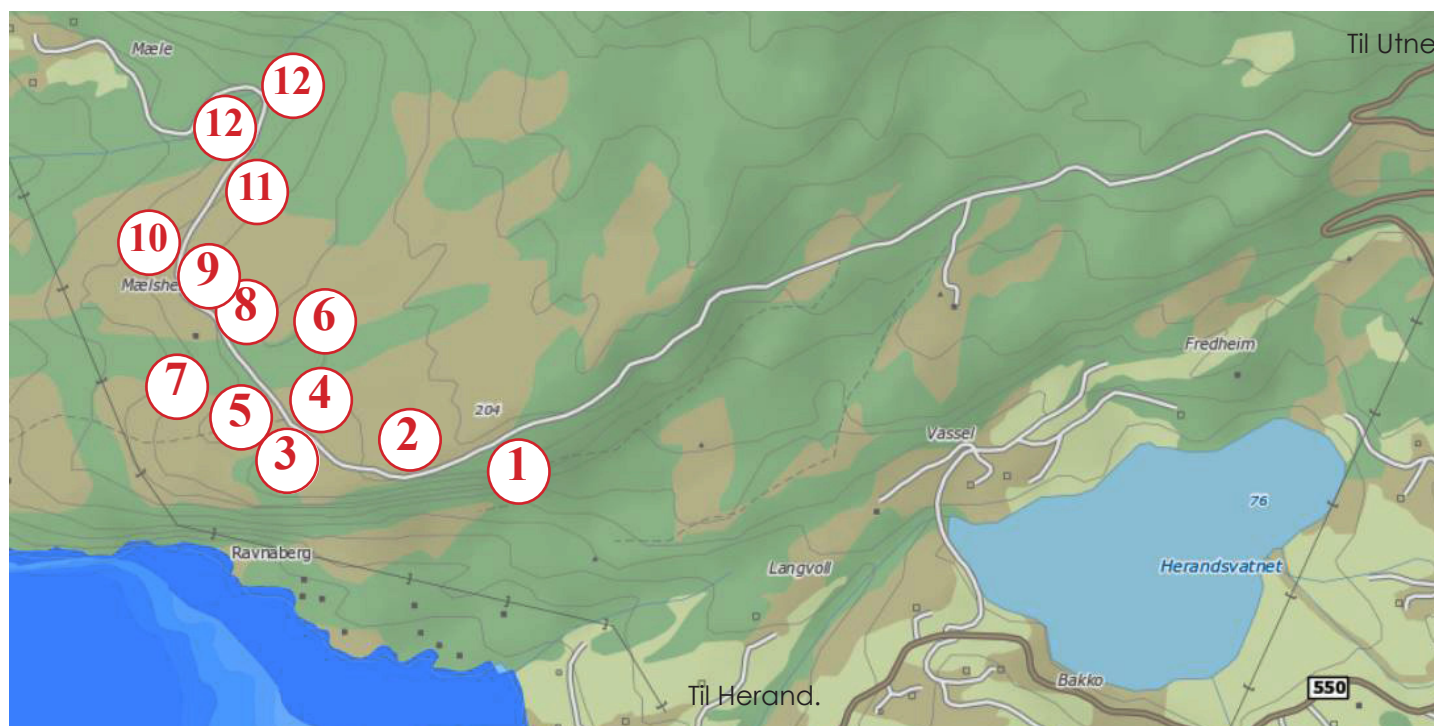 Til Utne
Mæle
12
12
11
10
9
Mælshe
8
6
Fredheim
7
4
5
204
2
3
Vassel
1
76
Ravnaberg
Langvoll
Herandsvatnet
Bakko
550
Til Herand.